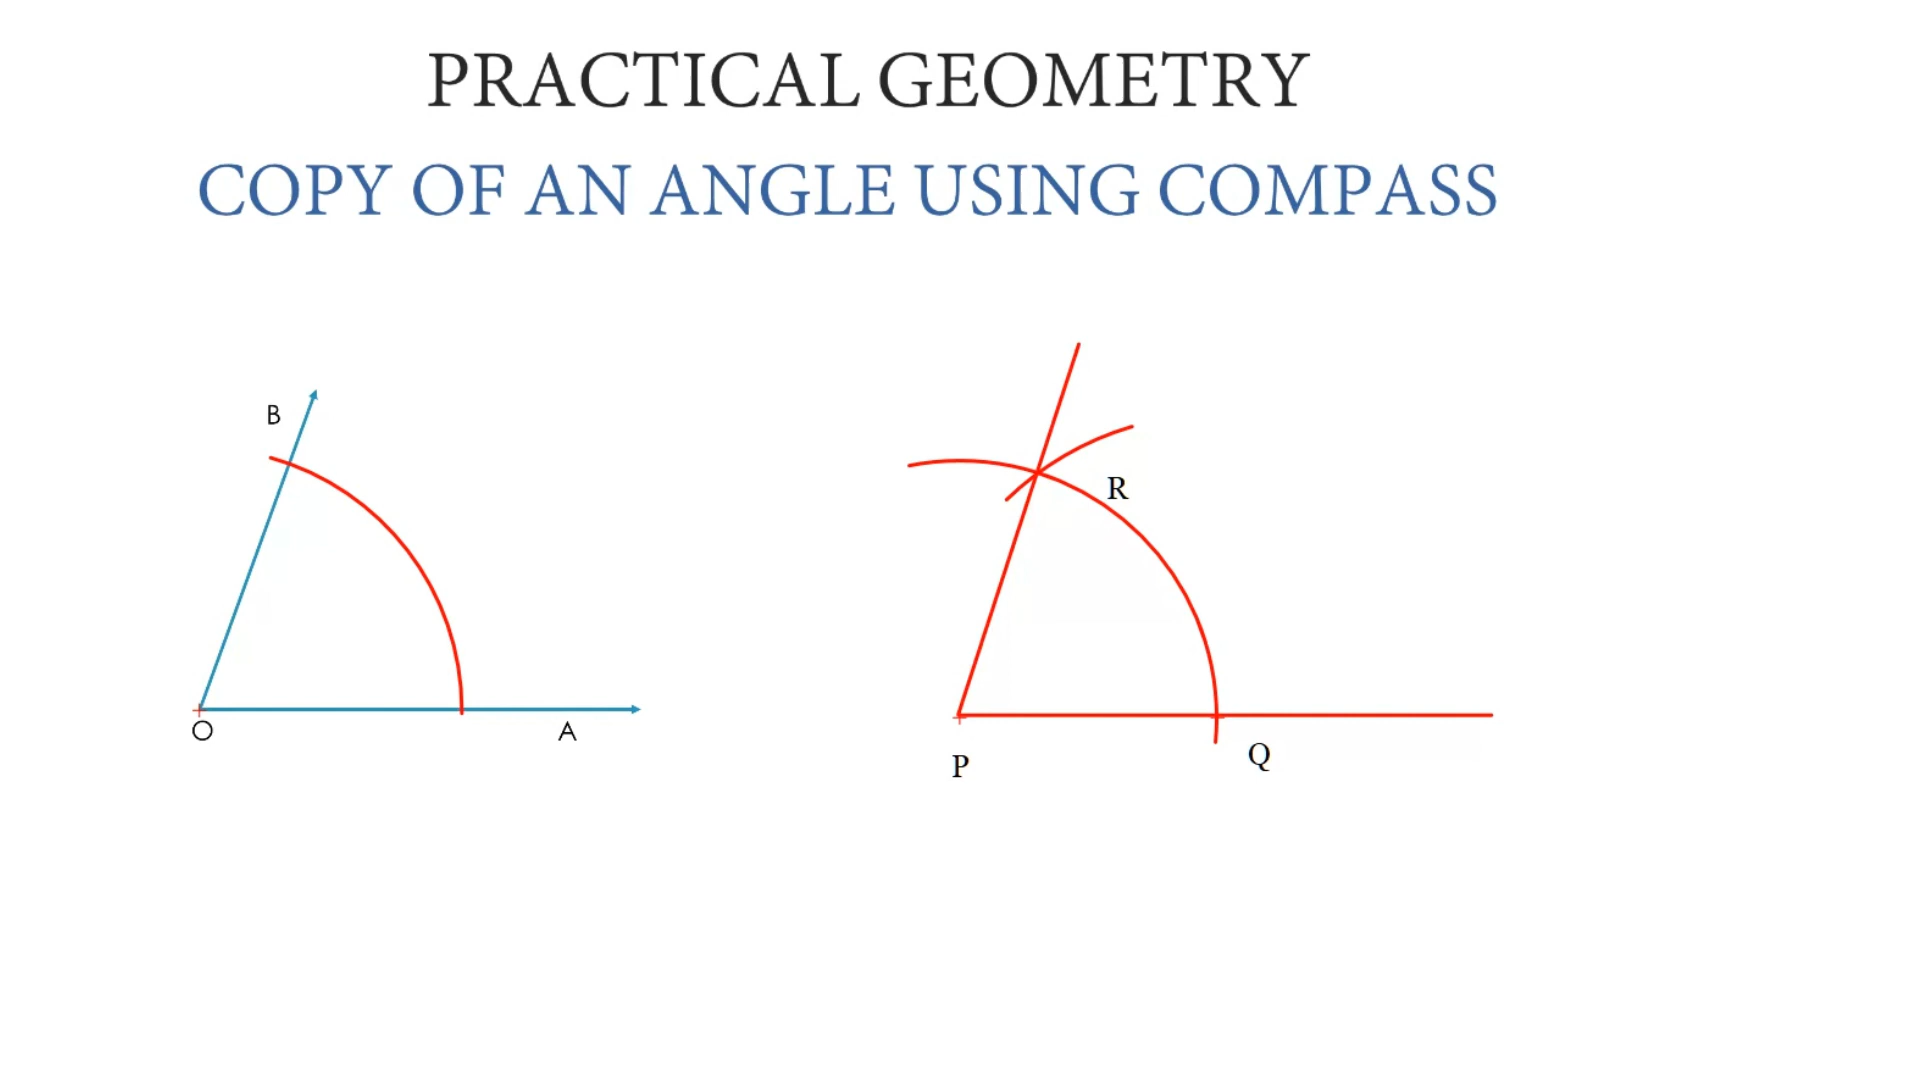 PRACTICAL GEOMETRY
COPY OF AN ANGLE USING COMPASS
B
O
A
R
P
Q